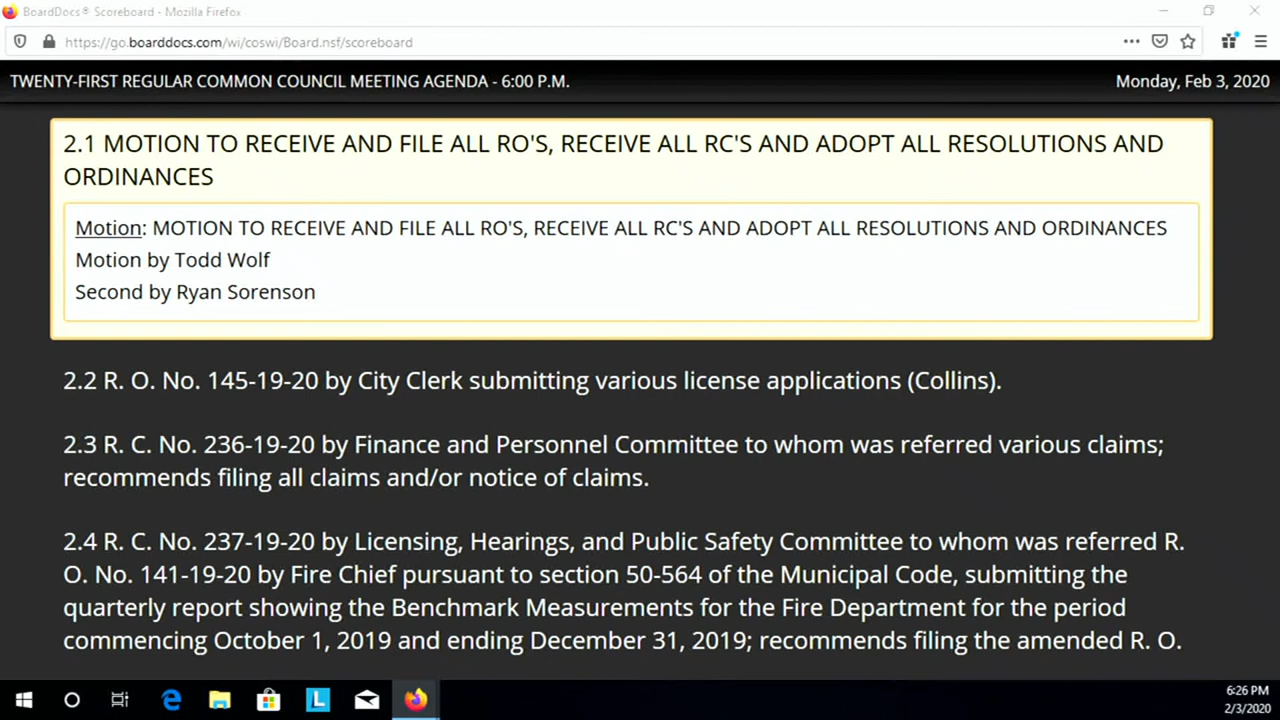 BoardDocs® Scoreboard - Mozilla Firefox
https://go.boarddocs.com/wi/coswi/Board.nsf/scoreboard
TWENTY-FIRST REGULAR COMMON COUNCIL MEETING AGENDA - 6:00 P.M. Monday, Feb 3, 2020
2.1 MOTION TO RECEIVE AND FILE ALL RO'S, RECEIVE ALL RC'S AND ADOPT ALL RESOLUTIONS AND
ORDINANCES
Motion: MOTION TO RECEIVE AND FILE ALL RO'S, RECEIVE ALL RC'S AND ADOPT ALL RESOLUTIONS AND ORDINANCES
Motion by Todd Wolf
Second by Ryan Sorenson
2.2 R. O. No. 145-19-20 by City Clerk submitting various license applications (Collins).
2.3 R. C. No. 236-19-20 by Finance and Personnel Committee to whom was referred various claims;
recommends filing all claims and/or notice of claims.
2.4 R. C. No. 237-19-20 by Licensing, Hearings, and Public Safety Committee to whom was referred R.
O. No. 141-19-20 by Fire Chief pursuant to section 50-564 of the Municipal Code, submitting the
quarterly report showing the Benchmark Measurements for the Fire Department for the period
commencing October 1, 2019 and ending December 31, 2019; recommends filing the amended R. O.
L
6:26 PM
2/3/2020